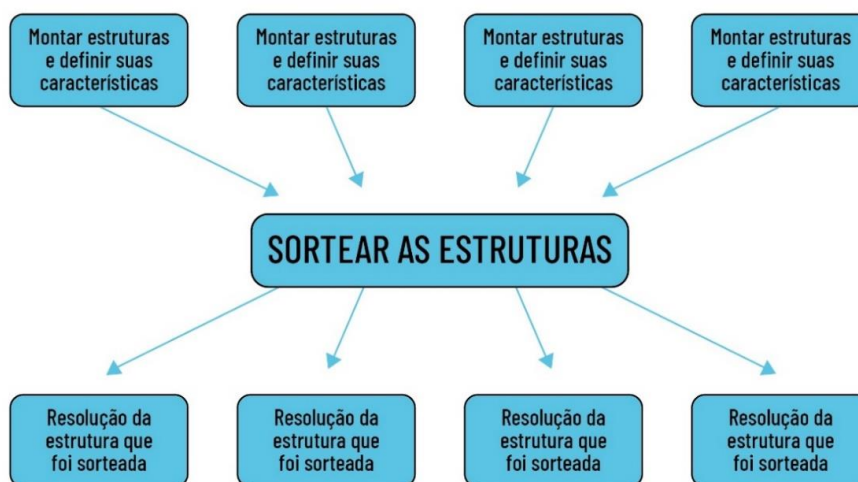 Montar estruturas
e definir suas
características
Montar estruturas
e definir suas
características
Montar estruturas
e definir suas
características
Montar estruturas
e definir suas
características
SORTEAR AS ESTRUTURAS
Resolução da
estrutura que
foi sorteada
Resolução da
estrutura que
foi sorteada
Resolução da
estrutura que
foi sorteada
Resolução da
estrutura que
foi sorteada